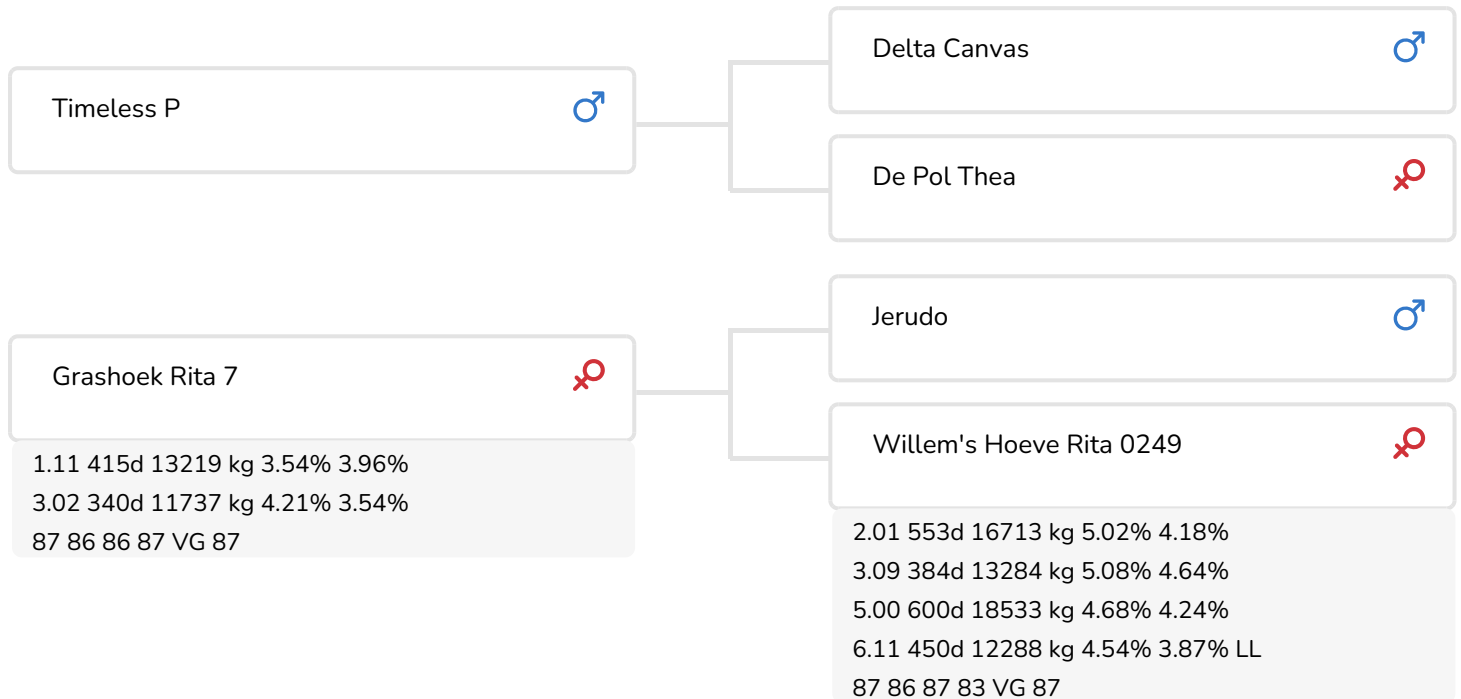 Timeless P
Delta Canvas
De Pol Thea
Grashoek Rita 7
1.11 415d 13219 kg 3.54% 3.96%
3.02 340d 11737 kg 4.21% 3.54%
87 86 86 87 VG 87
Jerudo
Willem's Hoeve Rita 0249
2.01 553d 16713 kg 5.02% 4.18%
3.09 384d 13284 kg 5.08% 4.64%
5.00 600d 18533 kg 4.68% 4.24%
6.11 450d 12288 kg 4.54% 3.87% LL
87 86 87 83 VG 87